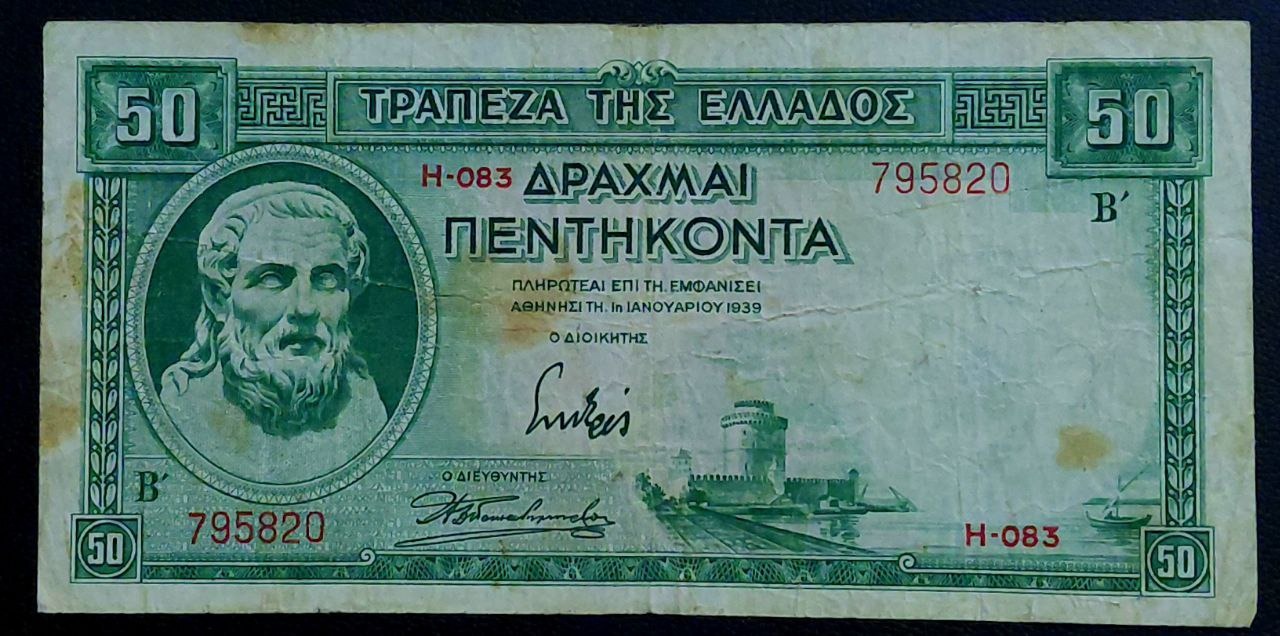 50 ΤΡΑΠΕΖΑ ΤΗΣ ΕΛΛΑΔΟΣ 50
Η-083 ΔΡΑΧΜΑΙ 795820
Β΄
ΠΕΝΤΗΚΟΝΤΑ
ΠΛΗΡΩΤΕΑΙ ΕΠΙ ΤΗ, ΕΜΦΑΝΙΣΕΙ
ΑΘΗΝΗΣΙ ΤΗ, 1η ΙΑΝΟΥΑΡΙΟΥ 1939
Ο ΔΙΟΙΚΗΤΗΣ
Ο ΔΙΕΥΘΥΝΤΗΣ
Β΄
795820 Η-083
50 50